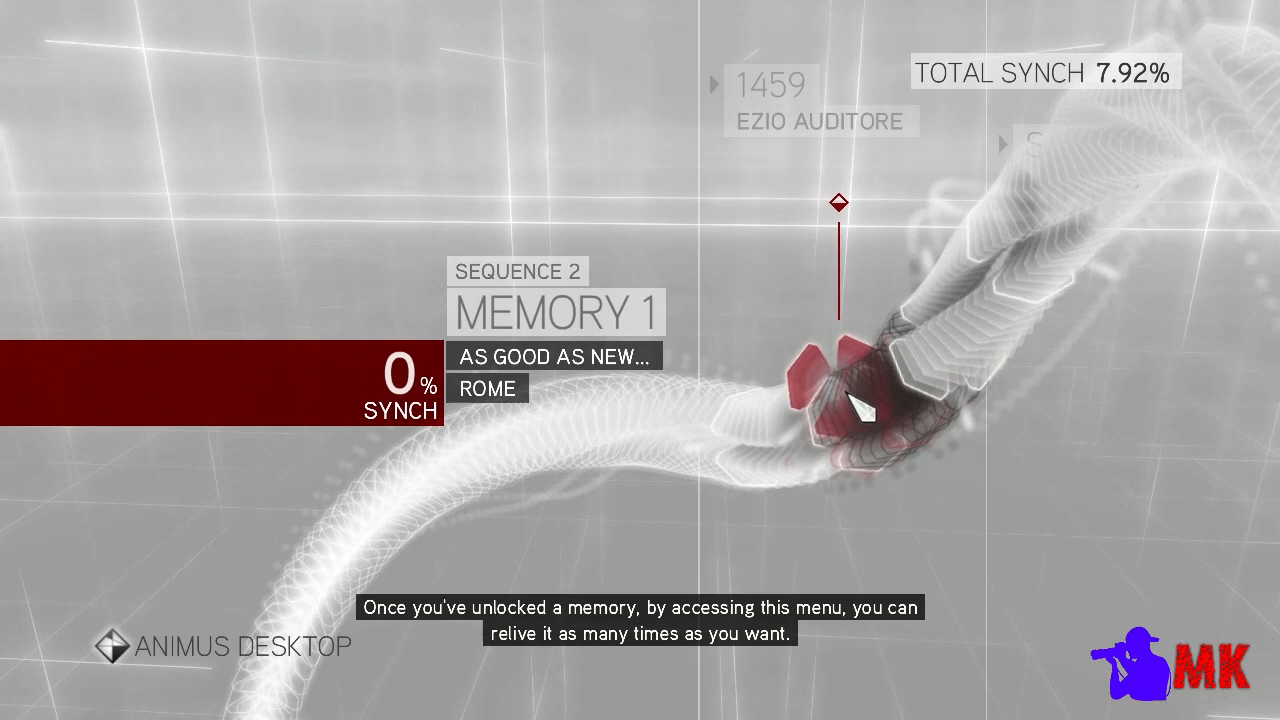 1459
EZIO AUDITORE
TOTAL SYNCH 7.92%
S
SEQUENCE 2
MEMORY 1
AS GOOD AS NEW...
ROME
0%
SYNCH
Once you've unlocked a memory, by accessing this menu, you can
relive it as many times as you want.
ANIMUS DESKTOP
MK